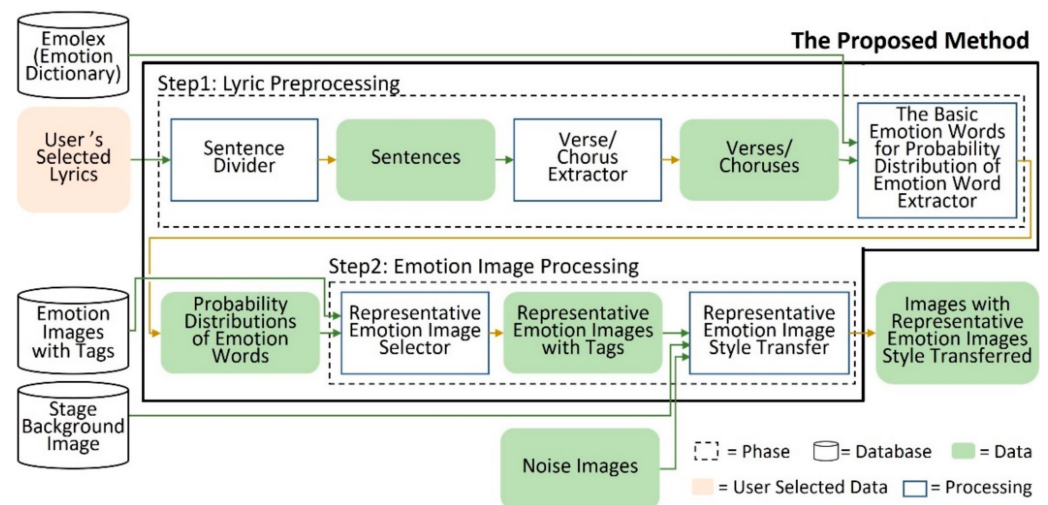 Emolex
(Emotion
Dictionary)
The Proposed Method
Step1: Lyric Preprocessing
User 's
Selected
Lyrics
Sentence
Divider
Sentences
Verse/
Chorus
Extractor
Verses/
Choruses
The Basic
Emotion Words
for Probability
Distribution of
Emotion Word
Extractor
Step2: Emotion Image Processing
Emotion
Images
with Tags
Probability
Distributions
of Emotion
Words
Representative
Emotion Image
Selector
Representative
Emotion Images
with Tags
Representative
Emotion Image
Style Transfer
Images with
Representative
Emotion Images
Style Transferred
Stage
Background
Image
Noise Images
= Phase
= Database
= Data
= User Selected Data
= Processing